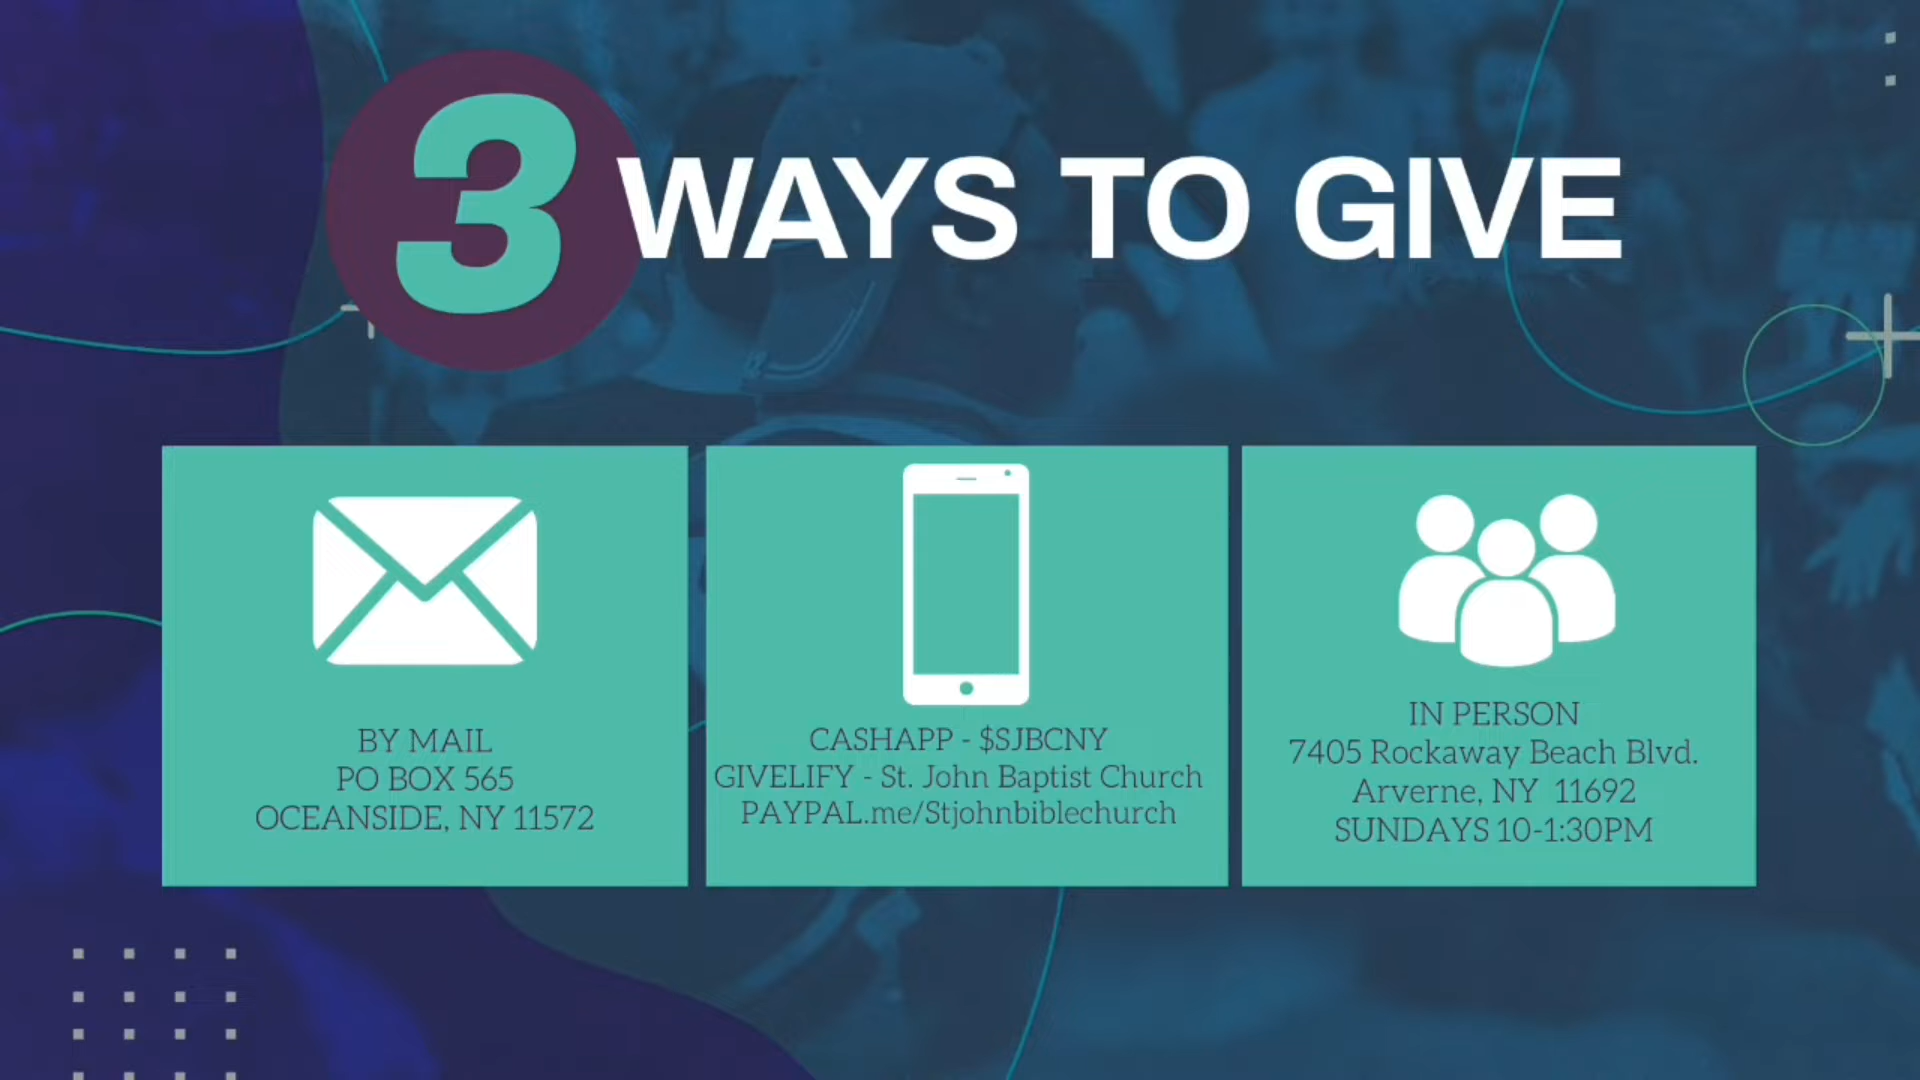 3 WAYS TO GIVE
BY MAIL
PO BOX 565
OCEANSIDE, NY 11572
CASHAPP - $SJBCNY
GIVELIFY - St. John Baptist Church
PAYPAL.me/Stjohnbiblechurch
IN PERSON
7405 Rockaway Beach Blvd.
Arverne, NY 11692
SUNDAYS 10-1:30PM